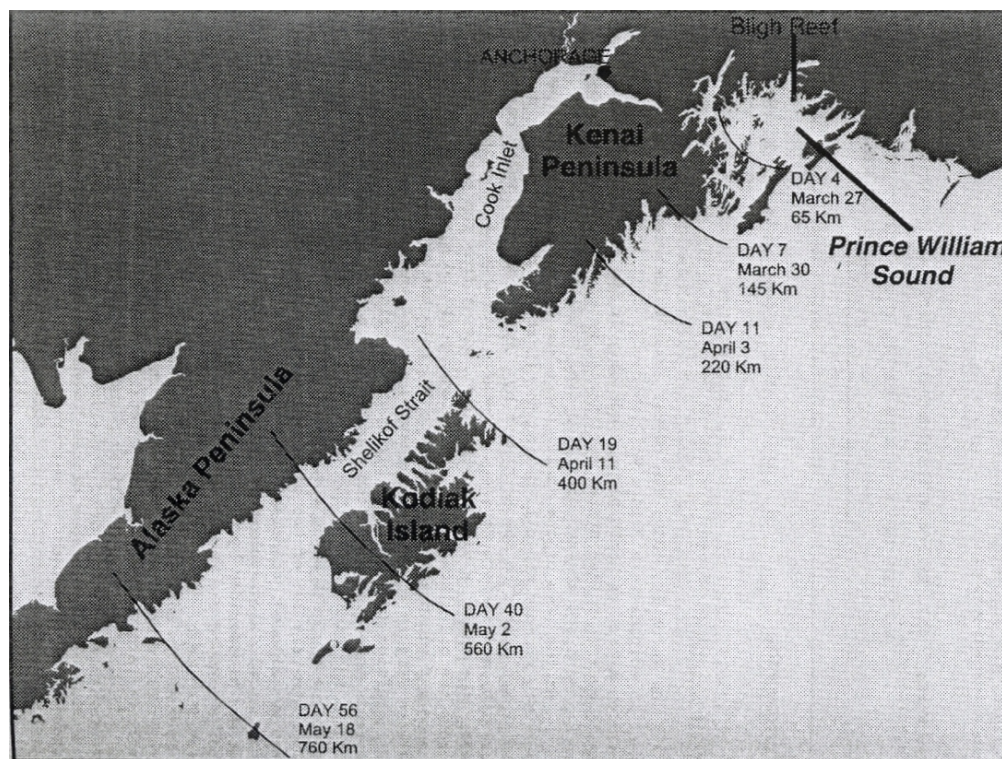 Bligh Reef
ANCHORAGE
Kenai
Peninsula
Cook Inlet
DAY 4
March 27
65 Km
Prince William
Sound
DAY 7
March 30
145 Km
DAY 11
April 3
220 Km
Alaska Peninsula
Shelikof Strait
DAY 19
April 11
400 Km
Kodiak
Island
DAY 40
May 2
560 Km
DAY 56
May 18
760 Km